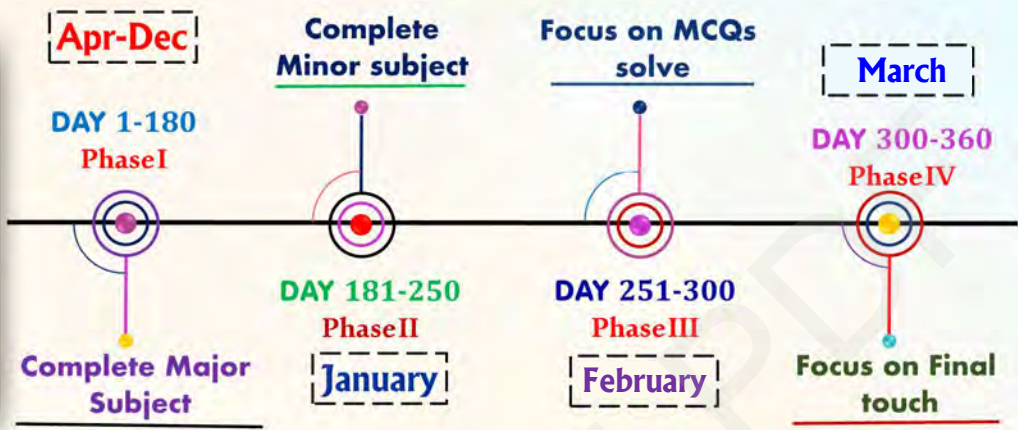 Apr-Dec
DAY 1-180
Phase I
Complete Major
Subject
Complete
Minor subject
DAY 181-250
Phase II
January
Focus on MCQs
solve
DAY 251-300
Phase III
February
March
DAY 300-360
Phase IV
Focus on Final
touch